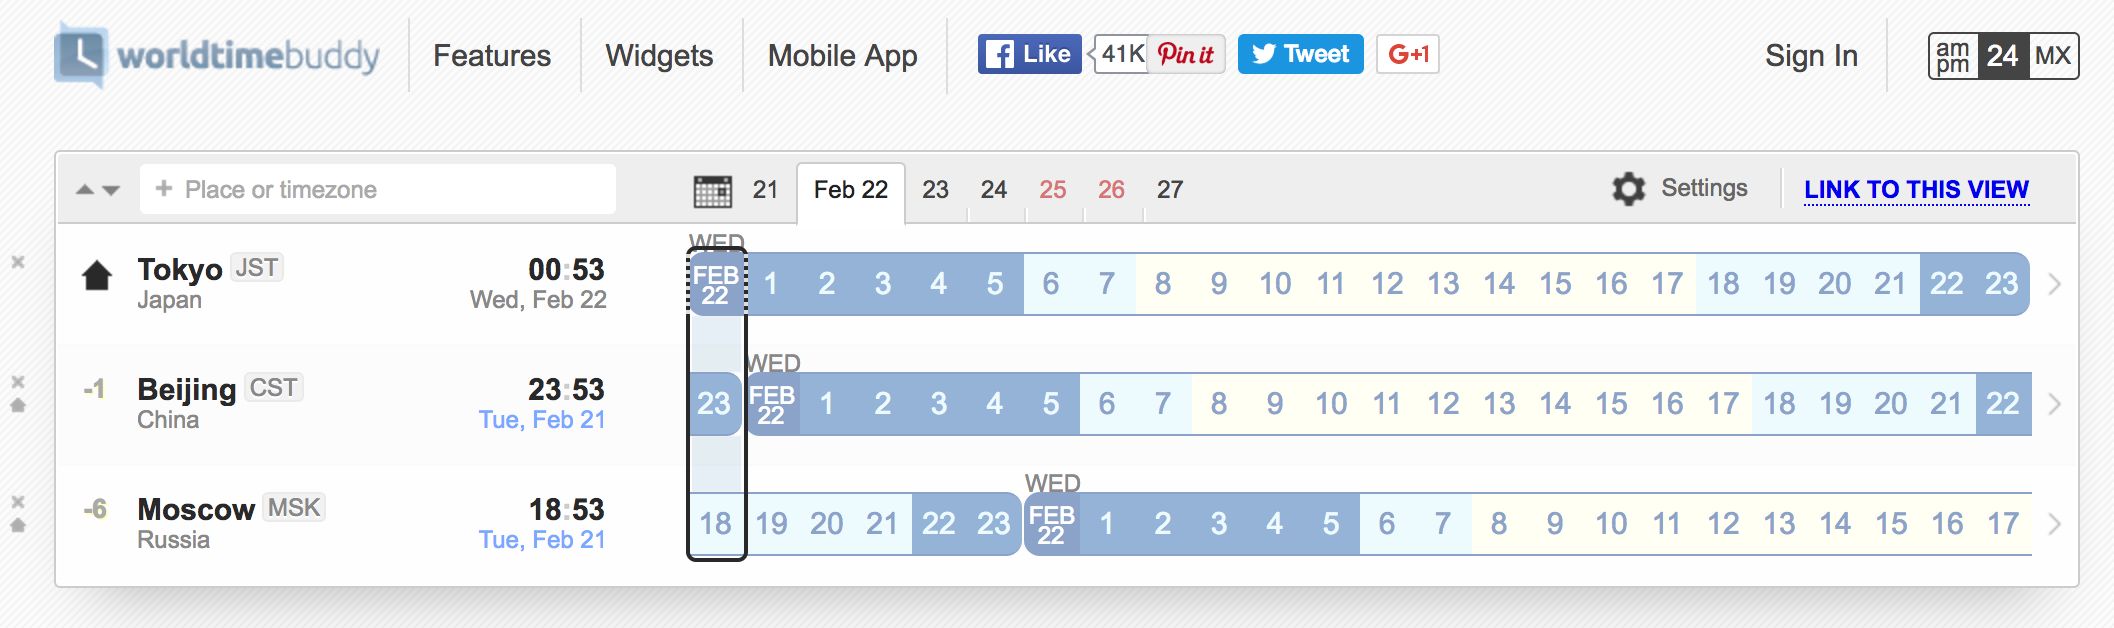 worldtimebuddy Features Widgets Mobile App Like 41K Pin it Tweet G+1 Sign In am pm 24 MX
+ Place or timezone 21 Feb 22 23 24 25 26 27 Settings LINK TO THIS VIEW
WED
Tokyo JST 00:53 FEB 22 1 2 3 4 5 6 7 8 9 10 11 12 13 14 15 16 17 18 19 20 21 22 23
Japan Wed, Feb 22
WED
-1 Beijing CST 23:53 23 FEB 22 1 2 3 4 5 6 7 8 9 10 11 12 13 14 15 16 17 18 19 20 21 22
China Tue, Feb 21
WED
-6 Moscow MSK 18:53 18 19 20 21 22 23 FEB 22 1 2 3 4 5 6 7 8 9 10 11 12 13 14 15 16 17
Russia Tue, Feb 21